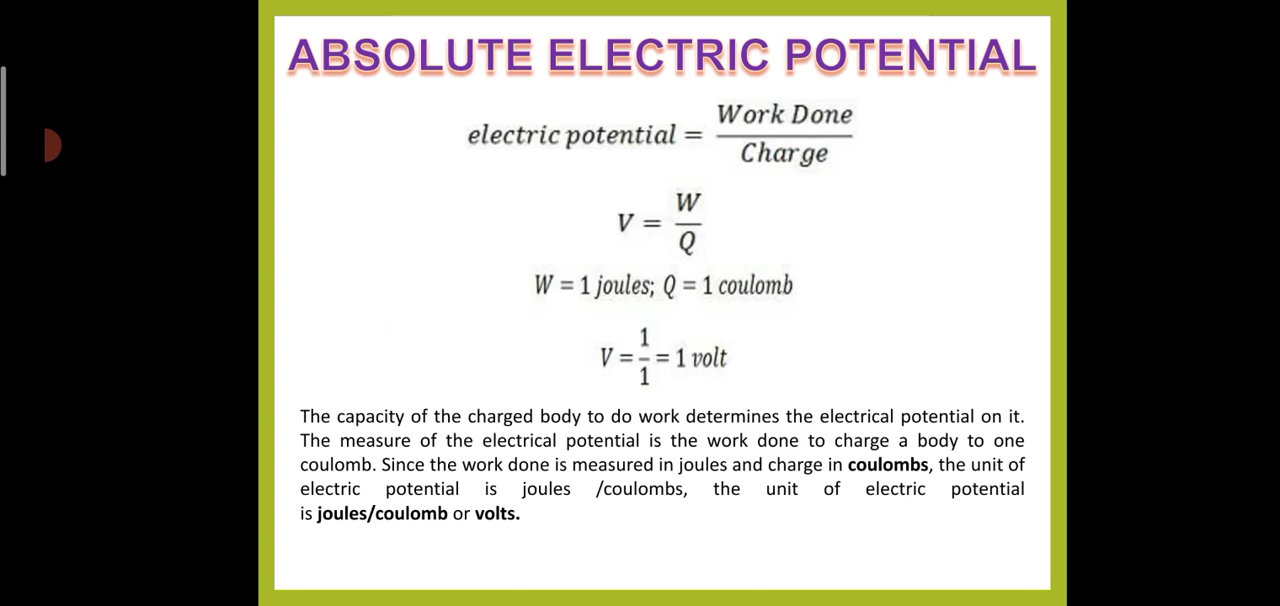 ABSOLUTE ELECTRIC POTENTIAL
electric potential = Work Done / Charge
V = W / Q
W = 1 joules; Q = 1 coulomb
V = 1 / 1 = 1 volt
The capacity of the charged body to do work determines the electrical potential on it.
The measure of the electrical potential is the work done to charge a body to one
coulomb. Since the work done is measured in joules and charge in coulombs, the unit of
electric potential is joules /coulombs, the unit of electric potential
is joules/coulomb or volts.